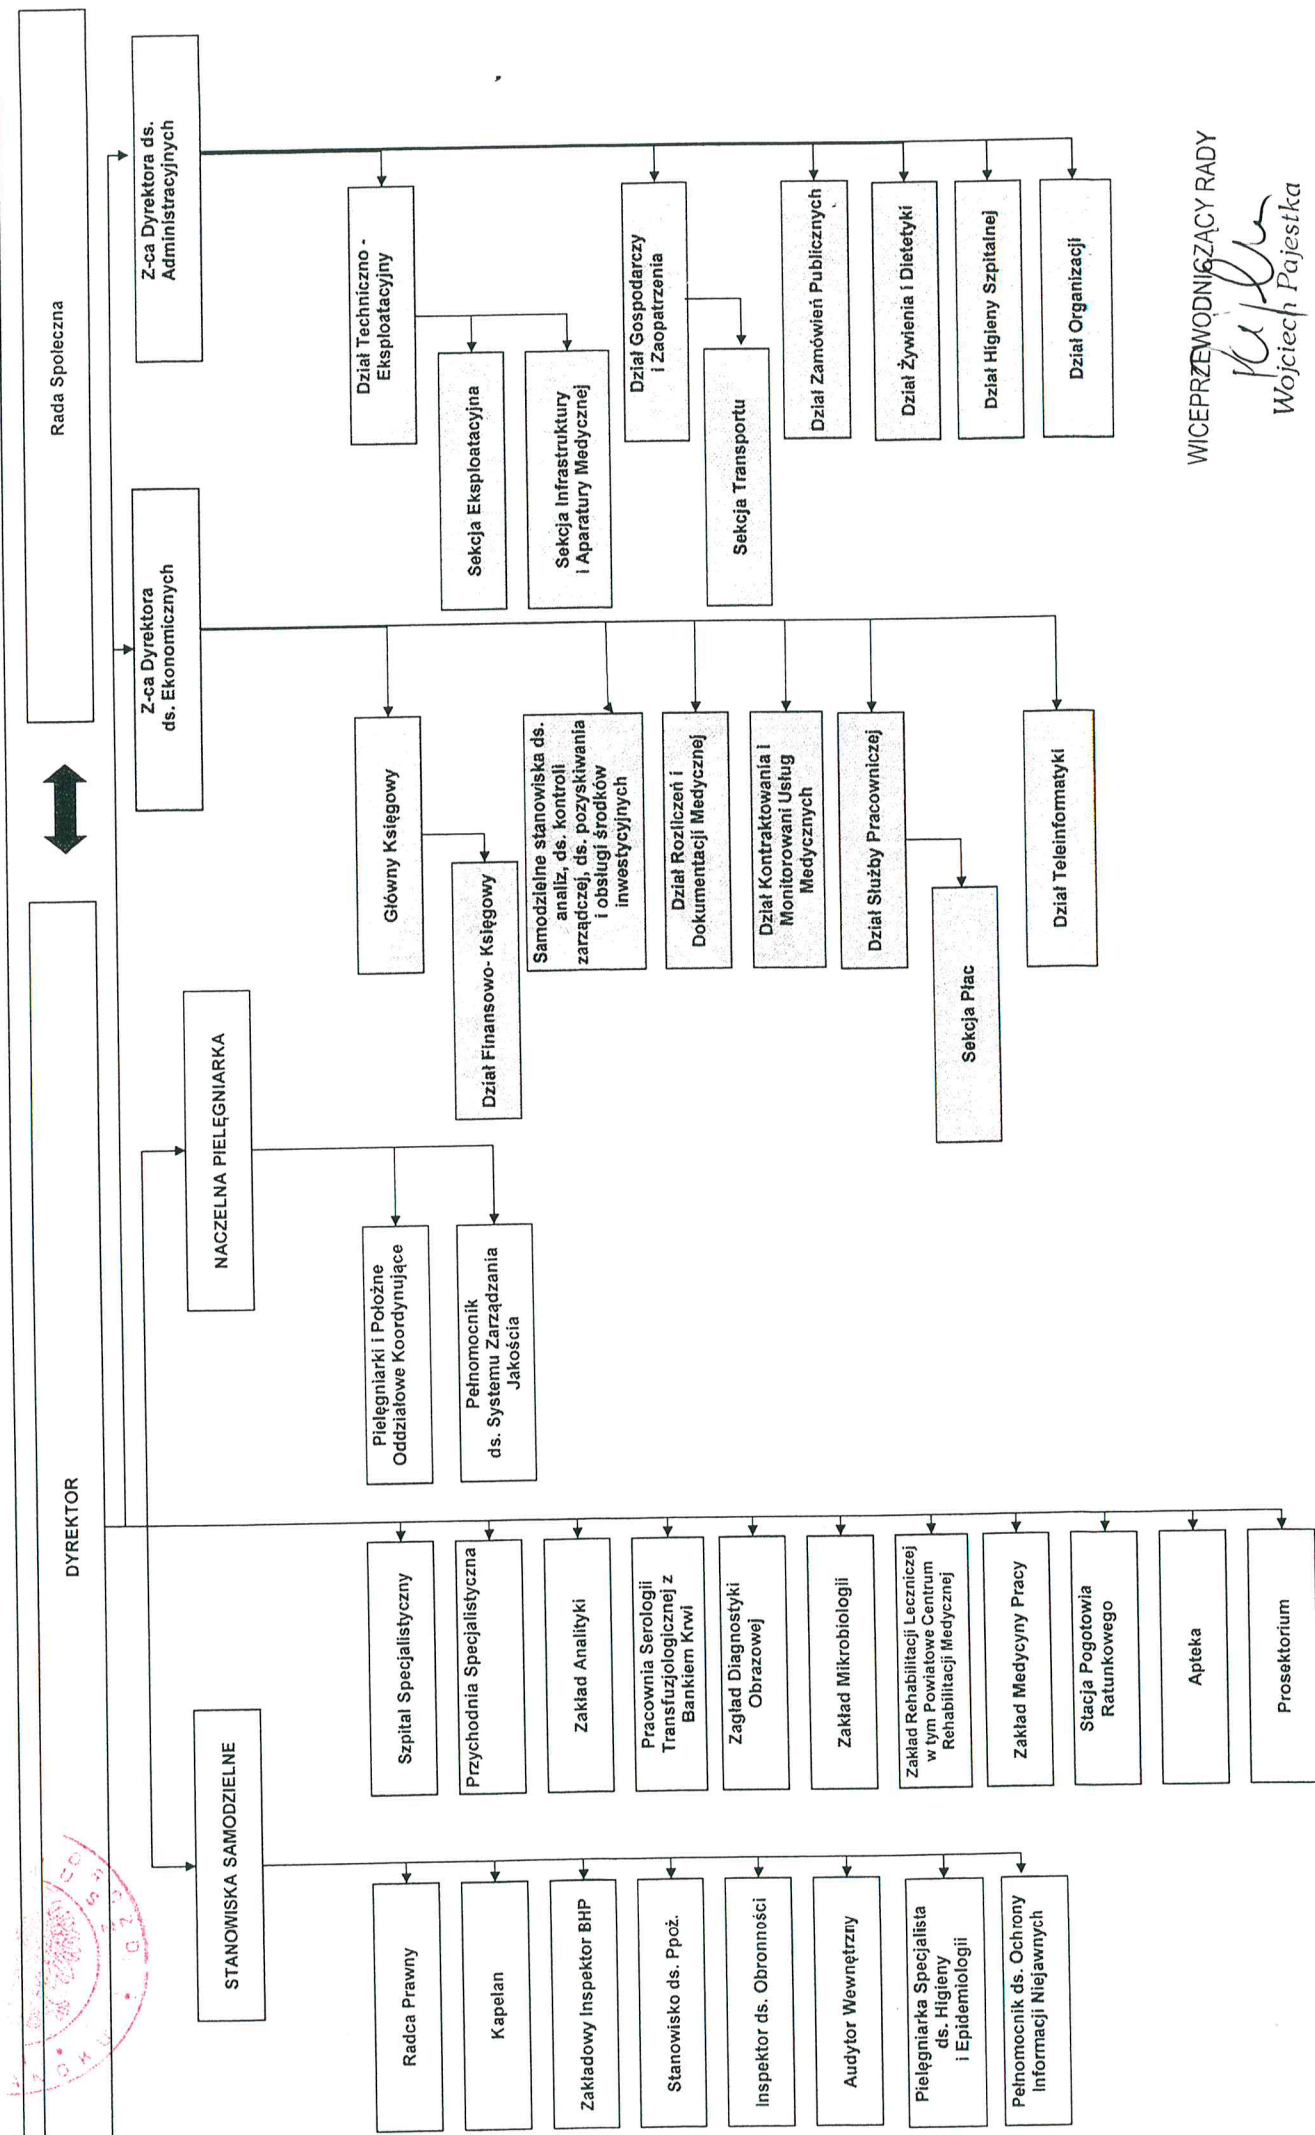 DYREKTOR
Rada Społeczna
STANOWISKA SAMODZIELNE
Radca Prawny
Kapelan
Zakładowy Inspektor BHP
Stanowisko ds. Ppoż.
Inspektor ds. Obronności
Audytor Wewnętrzny
Pielęgniarka Specjalista
ds. Higieny
i Epidemiologii
Pełnomocnik ds. Ochrony
Informacji Niejawnych
Szpital Specjalistyczny
Przychodnia Specjalistyczna
Zakład Analityki
Pracownia Serologii
Transfuzjologicznej z
Bankiem Krwi
Zagład Diagnostyki
Obrazowej
Zakład Mikrobiologii
Zakład Rehabilitacji Leczniczej
w tym Powiatowe Centrum
Rehabilitacji Medycznej
Zakład Medycyny Pracy
Stacja Pogotowia
Ratunkowego
Apteka
Prosektorium
NACZELNA PIELĘGNIARKA
Pielęgniarki i Położne
Oddziałowe Koordynujące
Pełnomocnik
ds. Systemu Zarządzania
Jakościa
Z-ca Dyrektora
ds. Ekonomicznych
Główny Księgowy
Dział Finansowo- Księgowy
Samodzielne stanowiska ds.
analiz, ds. kontroli
zarządczej, ds. pozyskiwania
i obsługi środków
inwestycyjnych
Dział Rozliczeń i
Dokumentacji Medycznej
Dział Kontraktowania i
Monitorowani Usług
Medycznych
Dział Służby Pracowniczej
Sekcja Płac
Dział Teleinformatyki
Z-ca Dyrektora ds.
Administracyjnych
Dział Techniczno -
Eksploatacyjny
Sekcja Eksploatacyjna
Sekcja Infrastruktury
i Aparatury Medycznej
Dział Gospodarczy
i Zaopatrzenia
Sekcja Transportu
Dział Zamówień Publicznych
Dział Żywienia i Dietetyki
Dział Higieny Szpitalnej
Dział Organizacji
WICEPRZEWODNICZĄCY RADY
Wojciech Pajestka